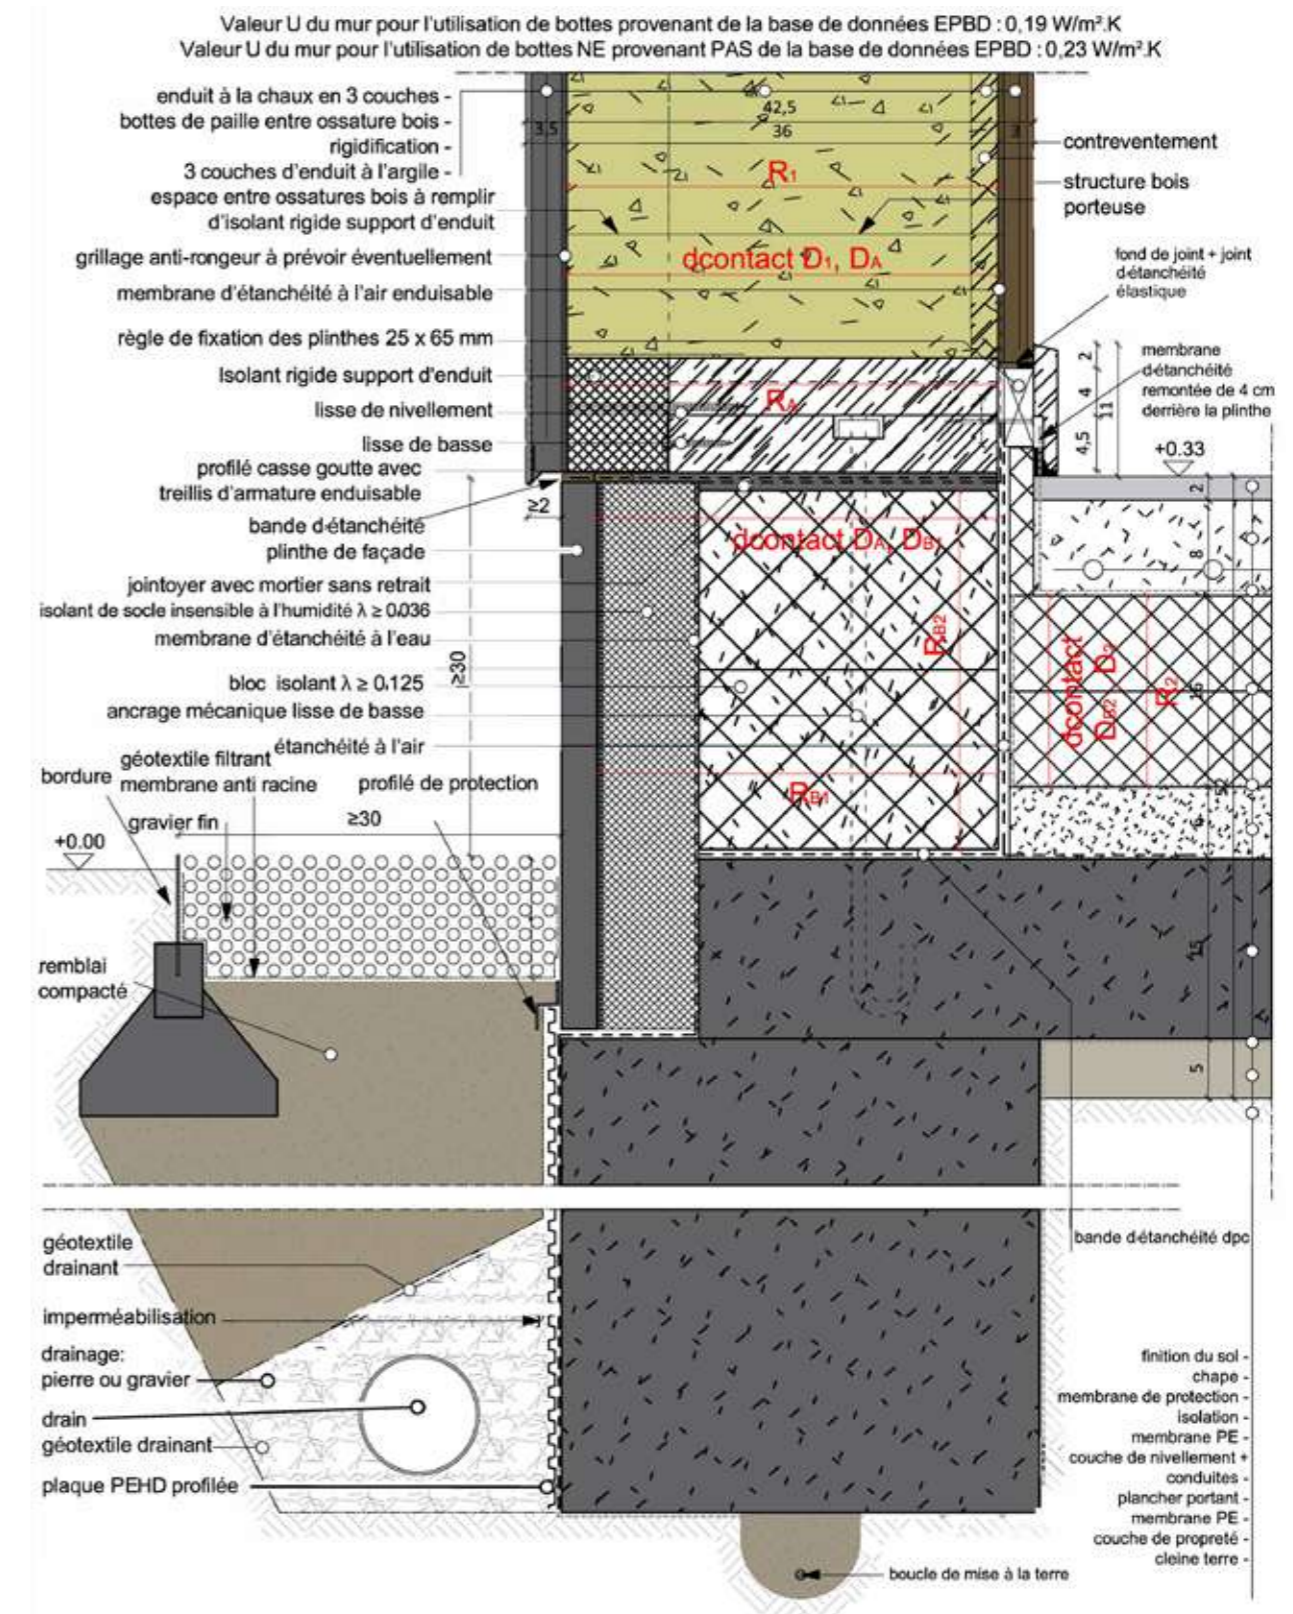 Valeur U du mur pour l'utilisation de bottes provenant de la base de données EPBD : 0,19 W/m².K
Valeur U du mur pour l'utilisation de bottes NE provenant PAS de la base de données EPBD : 0,23 W/m².K
enduit à la chaux en 3 couches -
bottes de paille entre ossature bois -
rigidification -
3 couches d'enduit à l'argile -
espace entre ossatures bois à remplir
d'isolant rigide support d'enduit
grillage anti-rongeur à prévoir éventuellement
membrane d'étanchéité à l'air enduisable
règle de fixation des plinthes 25 x 65 mm
Isolant rigide support d'enduit
lisse de nivellement
lisse de basse
profilé casse goutte avec
treillis d'armature enduisable
bande d'étanchéité
plinthe de façade
jointoyer avec mortier sans retrait
isolant de socle insensible à l'humidité λ ≥ 0.036
membrane d'étanchéité à l'eau
bloc isolant λ ≥ 0.125
ancrage mécanique lisse de basse
étanchéité à l'air
géotextile filtrant
membrane anti racine
bordure
profilé de protection
gravier fin
≥30
≥30
≥2
+0.00
remblai
compacté
géotextile
drainant
imperméabilisation
drainage:
pierre ou gravier
drain
géotextile drainant
plaque PEHD profilée
42,5
3,5
36
3
R1
dcontact D1, DA
RA
dcontact DA, DB1
RB2
RB1
dcontact
DB2 D2
R2
contreventement
structure bois
porteuse
fond de joint + joint
d'étanchéité
élastique
membrane
d'étanchéité
remontée de 4 cm
derrière la plinthe
2
4
11
4,5
+0.33
2
8
15
5
bande d'étanchéité dpc
finition du sol -
chape -
membrane de protection -
isolation -
membrane PE -
couche de nivellement +
conduites -
plancher portant -
membrane PE -
couche de propreté -
cleine terre -
boucle de mise à la terre